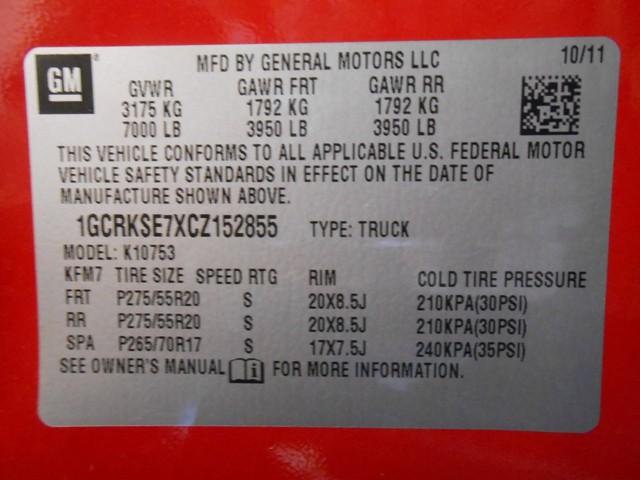 GM
MFD BY GENERAL MOTORS LLC 10/11
GVWR GAWR FRT GAWR RR
3175 KG 1792 KG 1792 KG
7000 LB 3950 LB 3950 LB
THIS VEHICLE CONFORMS TO ALL APPLICABLE U.S. FEDERAL MOTOR
VEHICLE SAFETY STANDARDS IN EFFECT ON THE DATE OF
MANUFACTURE SHOWN ABOVE.
1GCRKSE7XCZ152855 TYPE: TRUCK
MODEL: K10753
KFM7 TIRE SIZE SPEED RTG RIM COLD TIRE PRESSURE
FRT P275/55R20 S 20X8.5J 210KPA(30PSI)
RR P275/55R20 S 20X8.5J 210KPA(30PSI)
SPA P265/70R17 S 17X7.5J 240KPA(35PSI)
SEE OWNER'S MANUAL i FOR MORE INFORMATION.